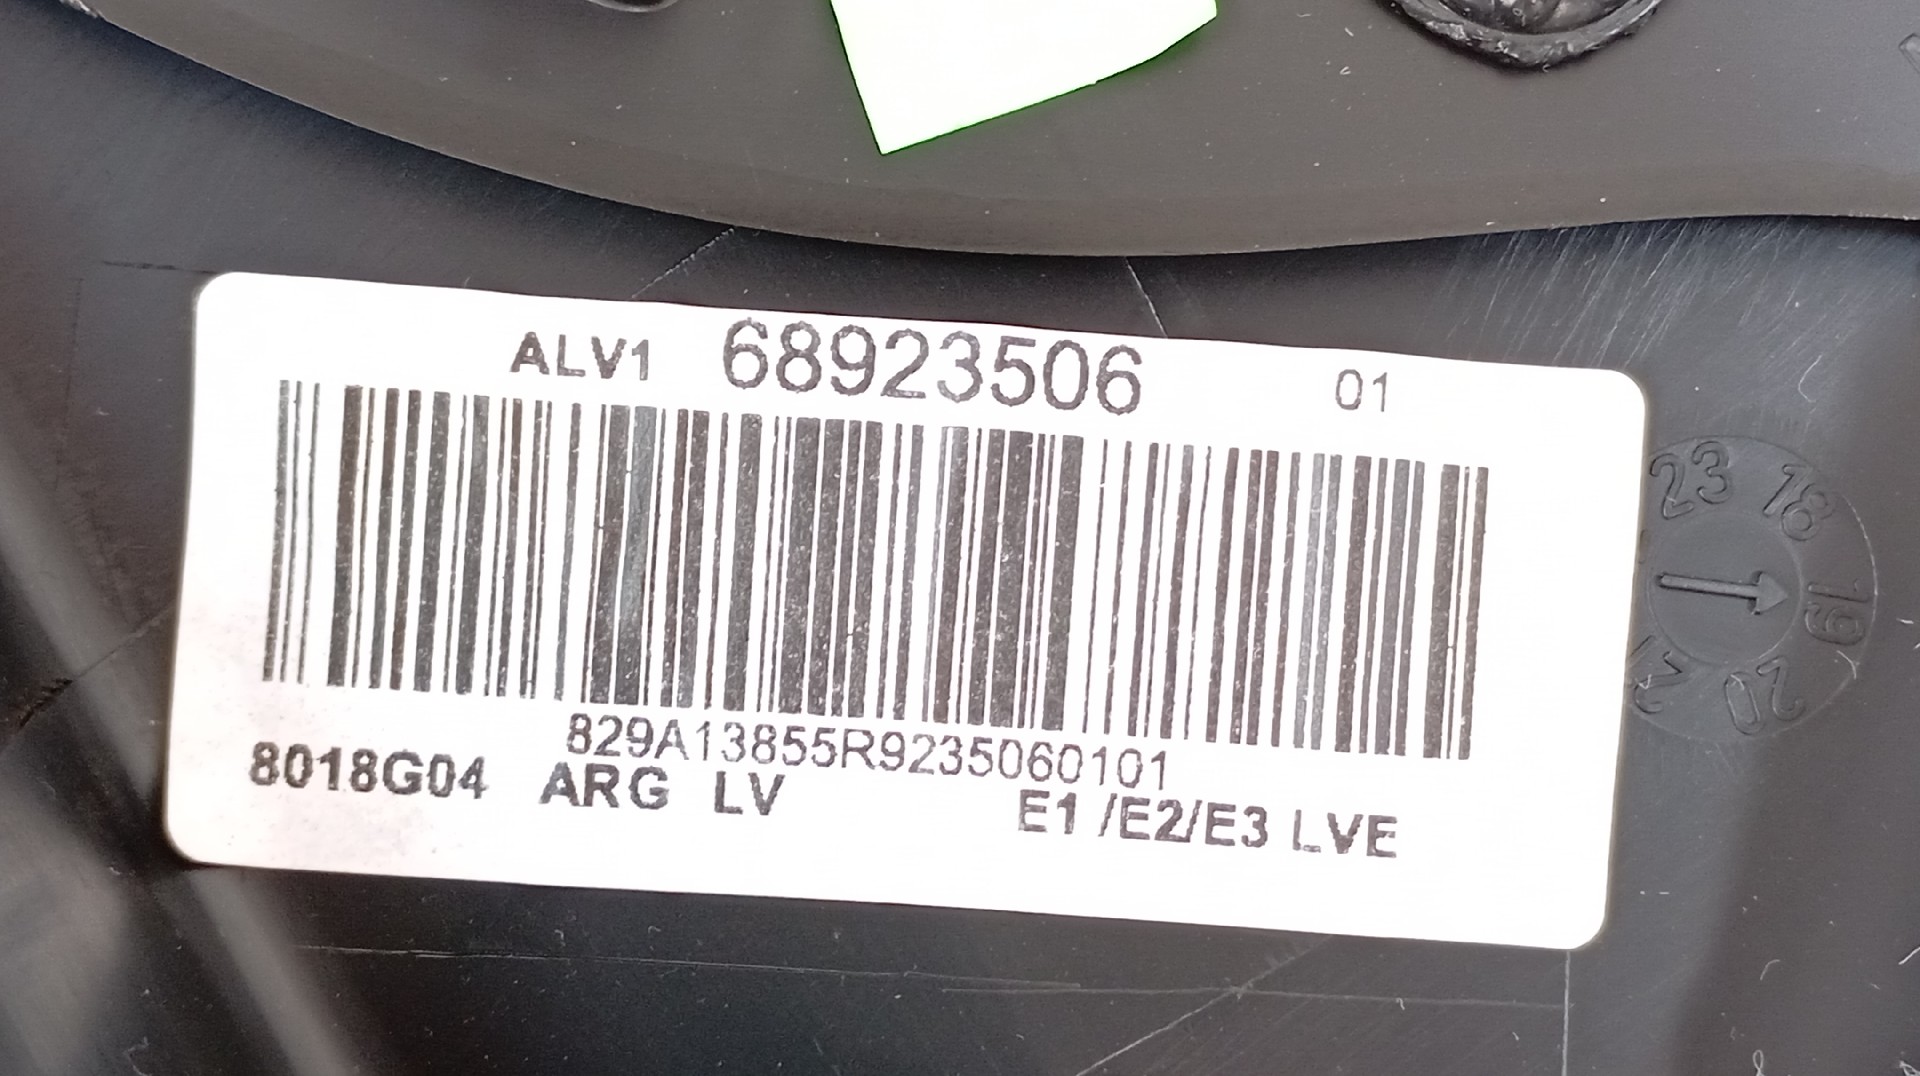 ALV1 68923506 01
829A13855R9235060101
8018G04 ARG LV E1 /E2/E3 LVE
23 18 19 20 21